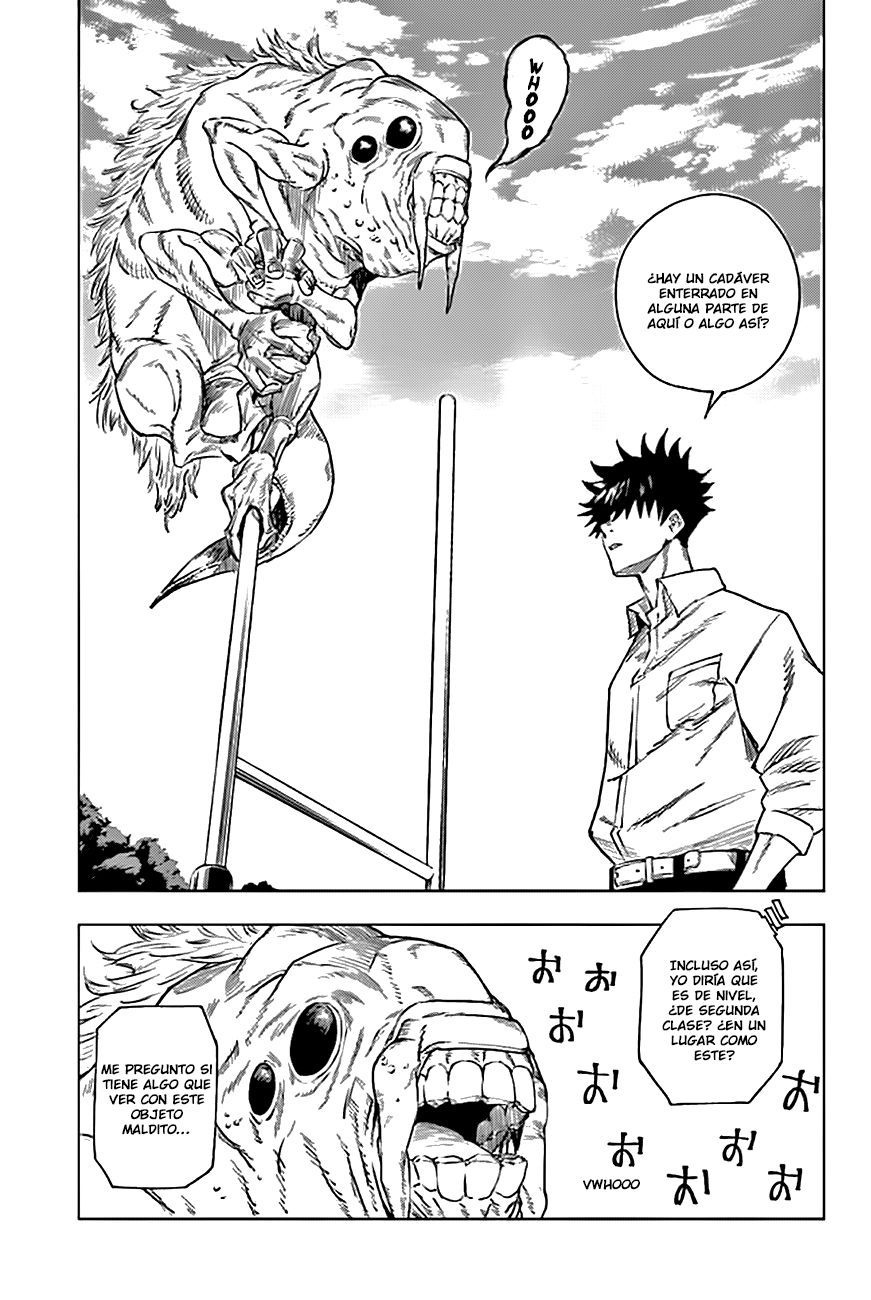 ¿HAY UN CADÁVER
ENTERRADO EN
ALGUNA PARTE DE
AQUÍ O ALGO ASÍ?
WHOOO
INCLUSO ASÍ,
YO DIRÍA QUE
ES DE NIVEL,
¿DE SEGUNDA
CLASE? ¿EN UN
LUGAR COMO
ESTE?
お
お
お
お
お
お
お
お
お
VWHOOO
ME PREGUNTO SI
TIENE ALGO QUE
VER CON ESTE
OBJETO
MALDITO...